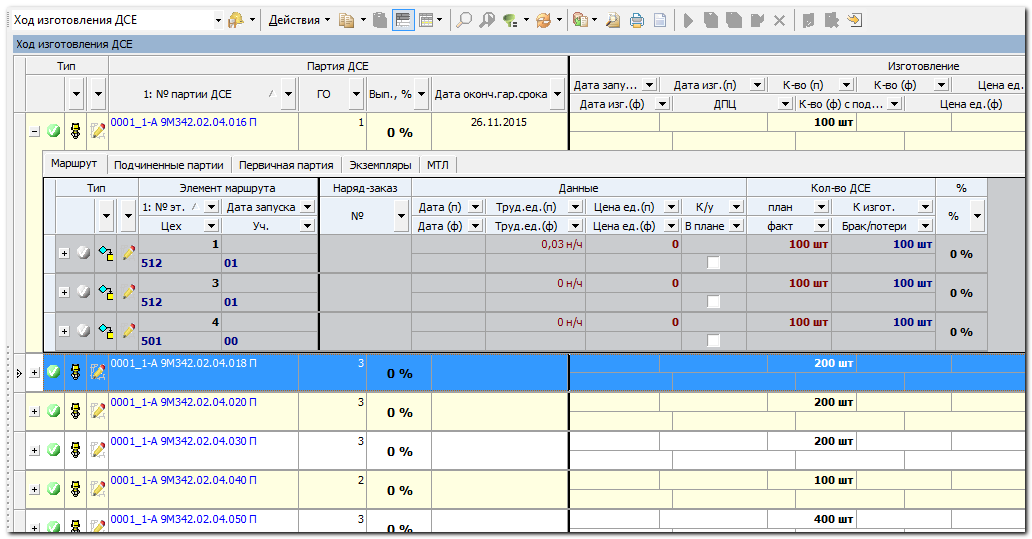 Ход изготовления ДСЕ Действия
Ход изготовления ДСЕ
Тип Партия ДСЕ Изготовление
1: № партии ДСЕ ГО Вып., % Дата оконч.гар.срока Дата запу... Дата изг.(п) К-во (п) К-во (ф) Цена ед.
Дата изг.(ф) ДПЦ К-во (ф) с под... Цена ед.(ф)
0001_1-А 9М342.02.04.016 П 1 0 % 26.11.2015 100 шт
Маршрут Подчиненные партии Первичная партия Экземпляры МТЛ
Тип Элемент маршрута Наряд-заказ Данные Кол-во ДСЕ %
1: № эт. Дата запуска № Дата (п) Труд.ед.(п) Цена ед.(п) К/у план К изгот. %
Цех Уч. Дата (ф) Труд.ед.(ф) Цена ед.(ф) В плане факт Брак/потери
1 0,03 н/ч 0 100 шт 100 шт 0 %
512 01
3 0 н/ч 0 100 шт 100 шт 0 %
512 01
4 0 н/ч 0 100 шт 100 шт 0 %
501 00
0001_1-А 9М342.02.04.018 П 3 0 % 200 шт
0001_1-А 9М342.02.04.020 П 3 0 % 200 шт
0001_1-А 9М342.02.04.030 П 3 0 % 200 шт
0001_1-А 9М342.02.04.040 П 2 0 % 100 шт
0001_1-А 9М342.02.04.050 П 3 0 % 400 шт